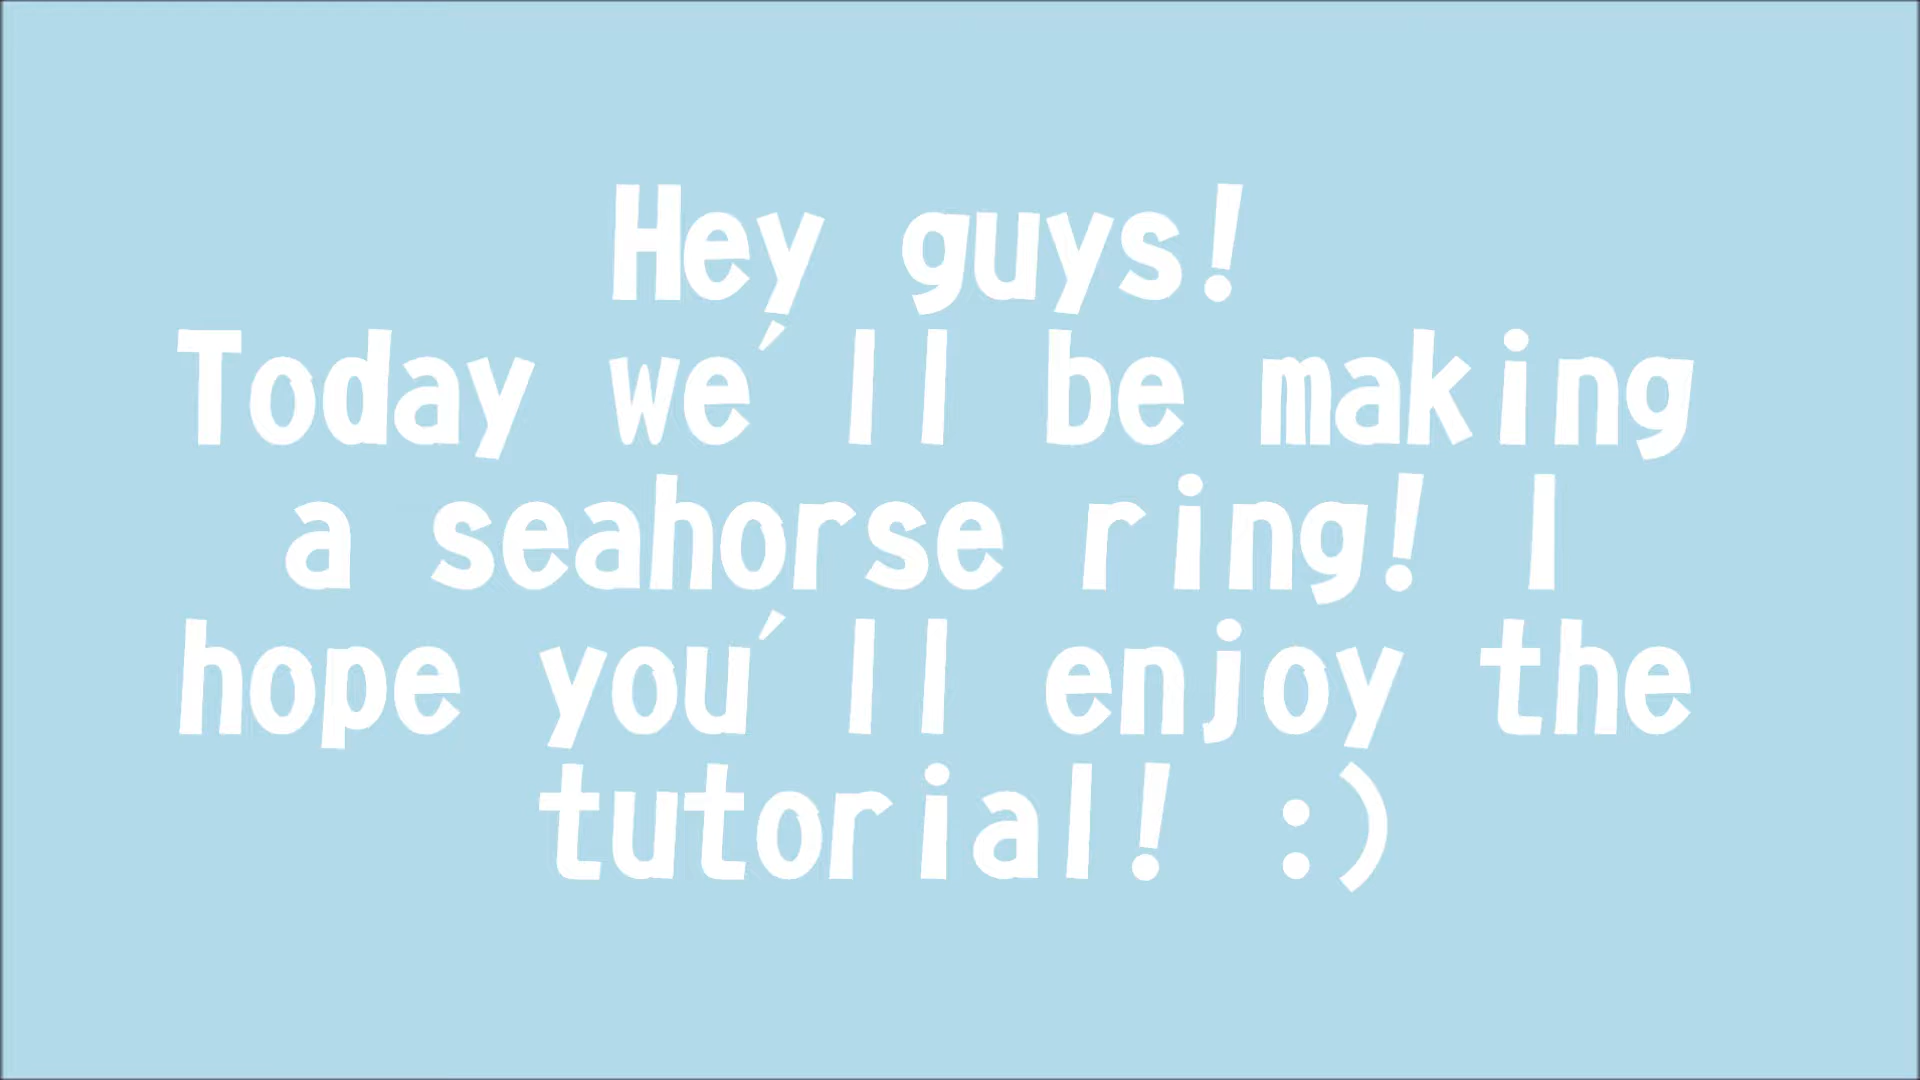 Hey guys!
Today we´ll be making
a seahorse ring! I
hope you´ll enjoy the
tutorial! :)